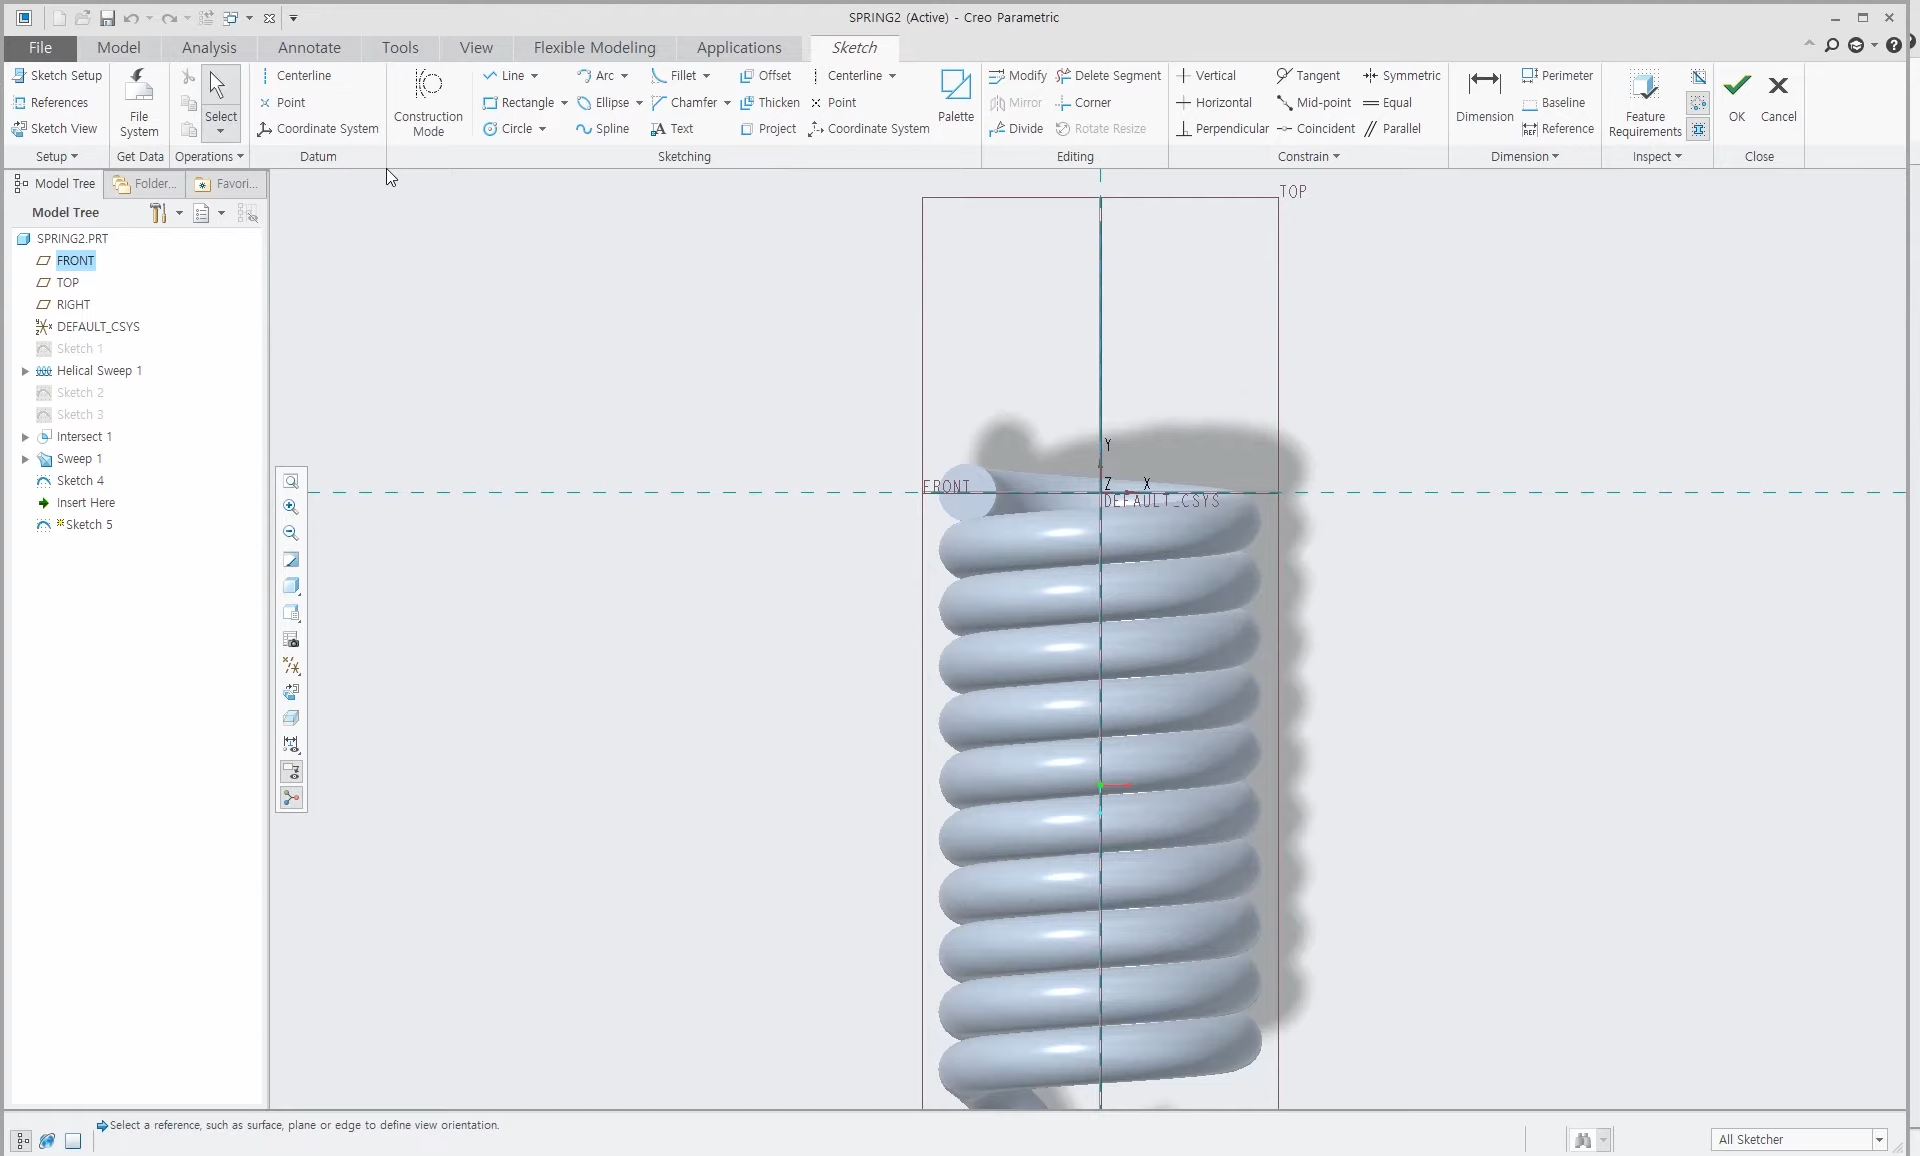 SPRING2 (Active) - Creo Parametric
File Model Analysis Annotate Tools View Flexible Modeling Applications Sketch
Sketch Setup
References
Sketch View
Setup
File System
Get Data
Select
Operations
Centerline
Point
Coordinate System
Datum
Construction Mode
Line Arc Fillet Offset Centerline
Rectangle Ellipse Chamfer Thicken Point
Circle Spline Text Project Coordinate System
Palette
Sketching
Modify Delete Segment
Mirror Corner
Divide Rotate Resize
Editing
Vertical Tangent Symmetric
Horizontal Mid-point Equal
Perpendicular Coincident Parallel
Constrain
Dimension
Perimeter
Baseline
Reference
Dimension
Feature Requirements
Inspect
OK
Cancel
Close
Model Tree Folder... Favori...
Model Tree
SPRING2.PRT
FRONT
TOP
RIGHT
DEFAULT_CSYS
Sketch 1
Helical Sweep 1
Sketch 2
Sketch 3
Intersect 1
Sweep 1
Sketch 4
Insert Here
Sketch 5
TOP
Y
FRONT
Z X
DEFAULT_CSYS
Select a reference, such as surface, plane or edge to define view orientation.
All Sketcher